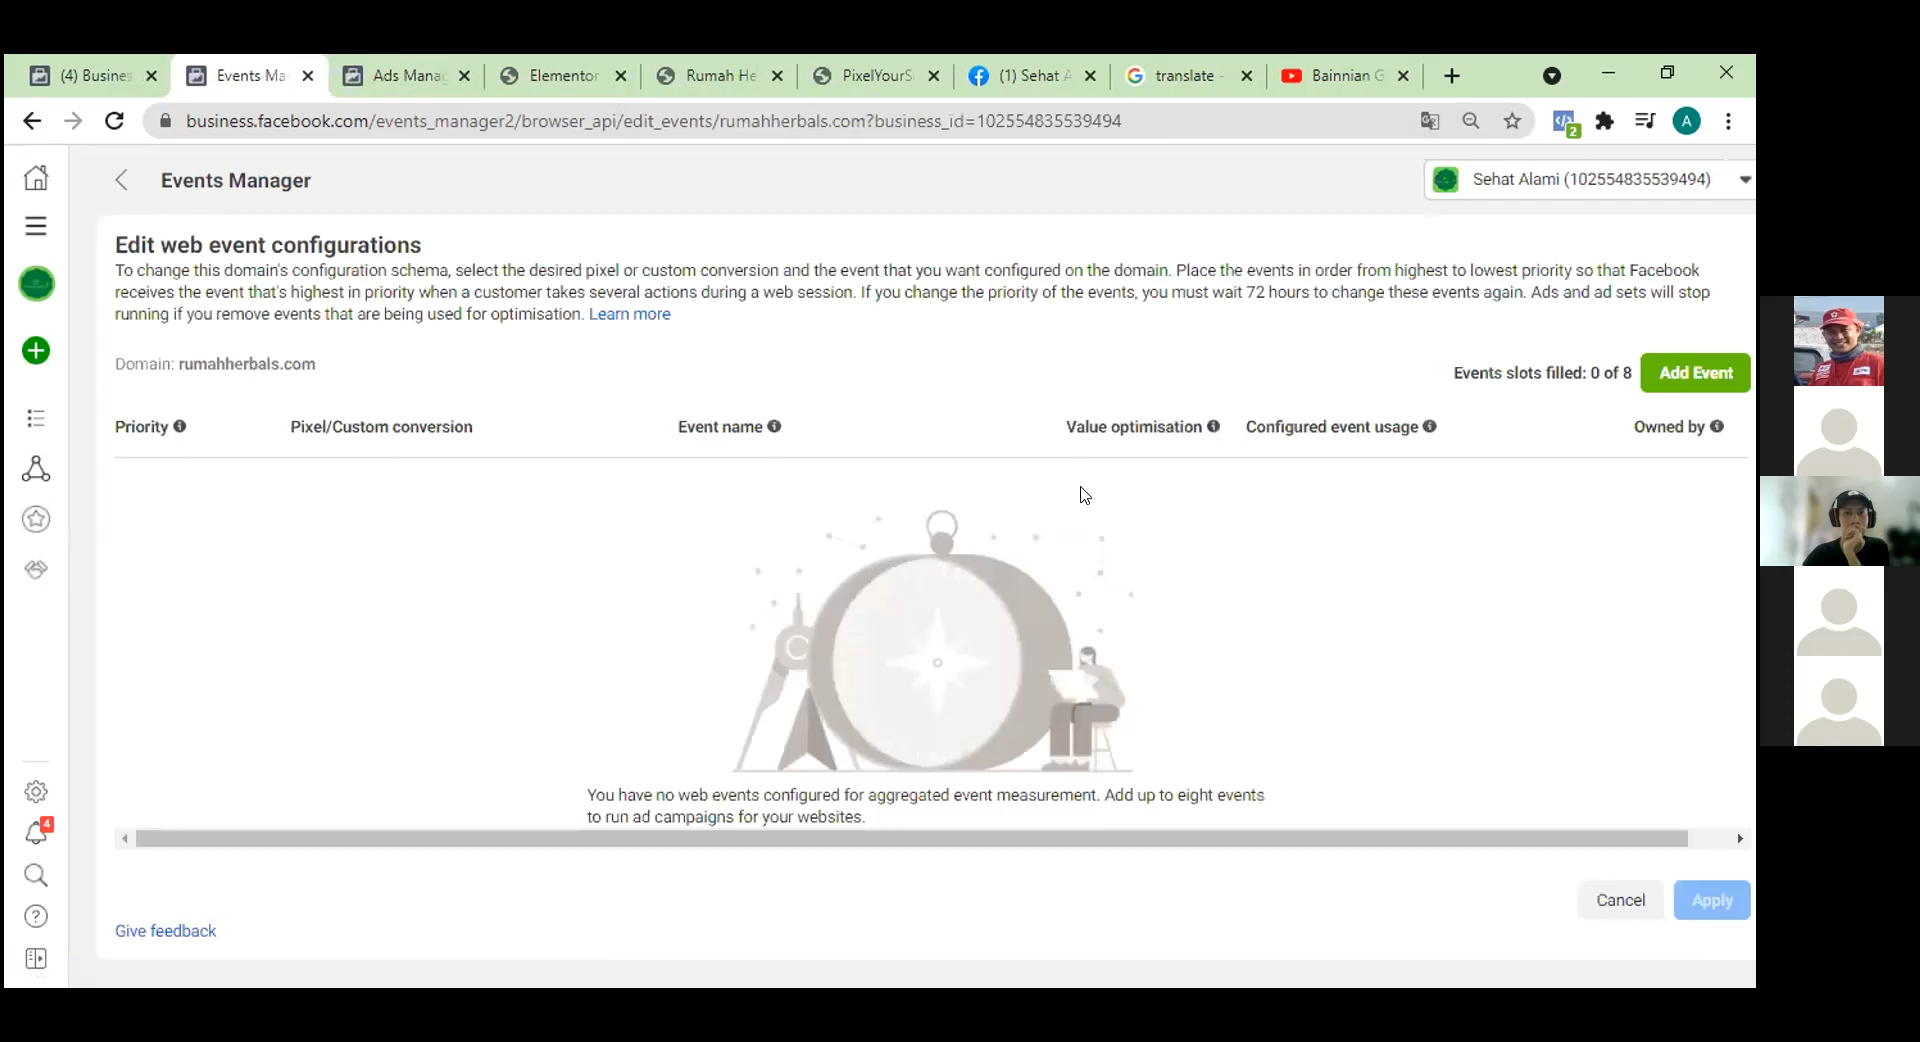 (4) Busines
Events Ma
Ads Manag
Elementor
Rumah He
PixelYourS
(1) Sehat A
translate -
Bainnian G
business.facebook.com/events_manager2/browser_api/edit_events/rumahherbals.com?business_id=102554835539494
2
A
Events Manager
Sehat Alami (102554835539494)
Edit web event configurations
To change this domain's configuration schema, select the desired pixel or custom conversion and the event that you want configured on the domain. Place the events in order from highest to lowest priority so that Facebook
receives the event that's highest in priority when a customer takes several actions during a web session. If you change the priority of the events, you must wait 72 hours to change these events again. Ads and ad sets will stop
running if you remove events that are being used for optimisation. Learn more
Domain: rumahherbals.com
Events slots filled: 0 of 8
Add Event
Priority
Pixel/Custom conversion
Event name
Value optimisation
Configured event usage
Owned by
You have no web events configured for aggregated event measurement. Add up to eight events
to run ad campaigns for your websites.
4
Cancel
Apply
Give feedback